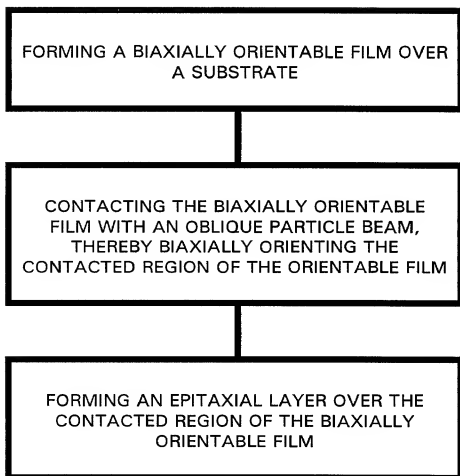 FORMING A BIAXIALLY ORIENTABLE FILM OVER
A SUBSTRATE
CONTACTING THE BIAXIALLY ORIENTABLE
FILM WITH AN OBLIQUE PARTICLE BEAM,
THEREBY BIAXIALLY ORIENTING THE
CONTACTED REGION OF THE ORIENTABLE FILM
FORMING AN EPITAXIAL LAYER OVER THE
CONTACTED REGION OF THE BIAXIALLY
ORIENTABLE FILM